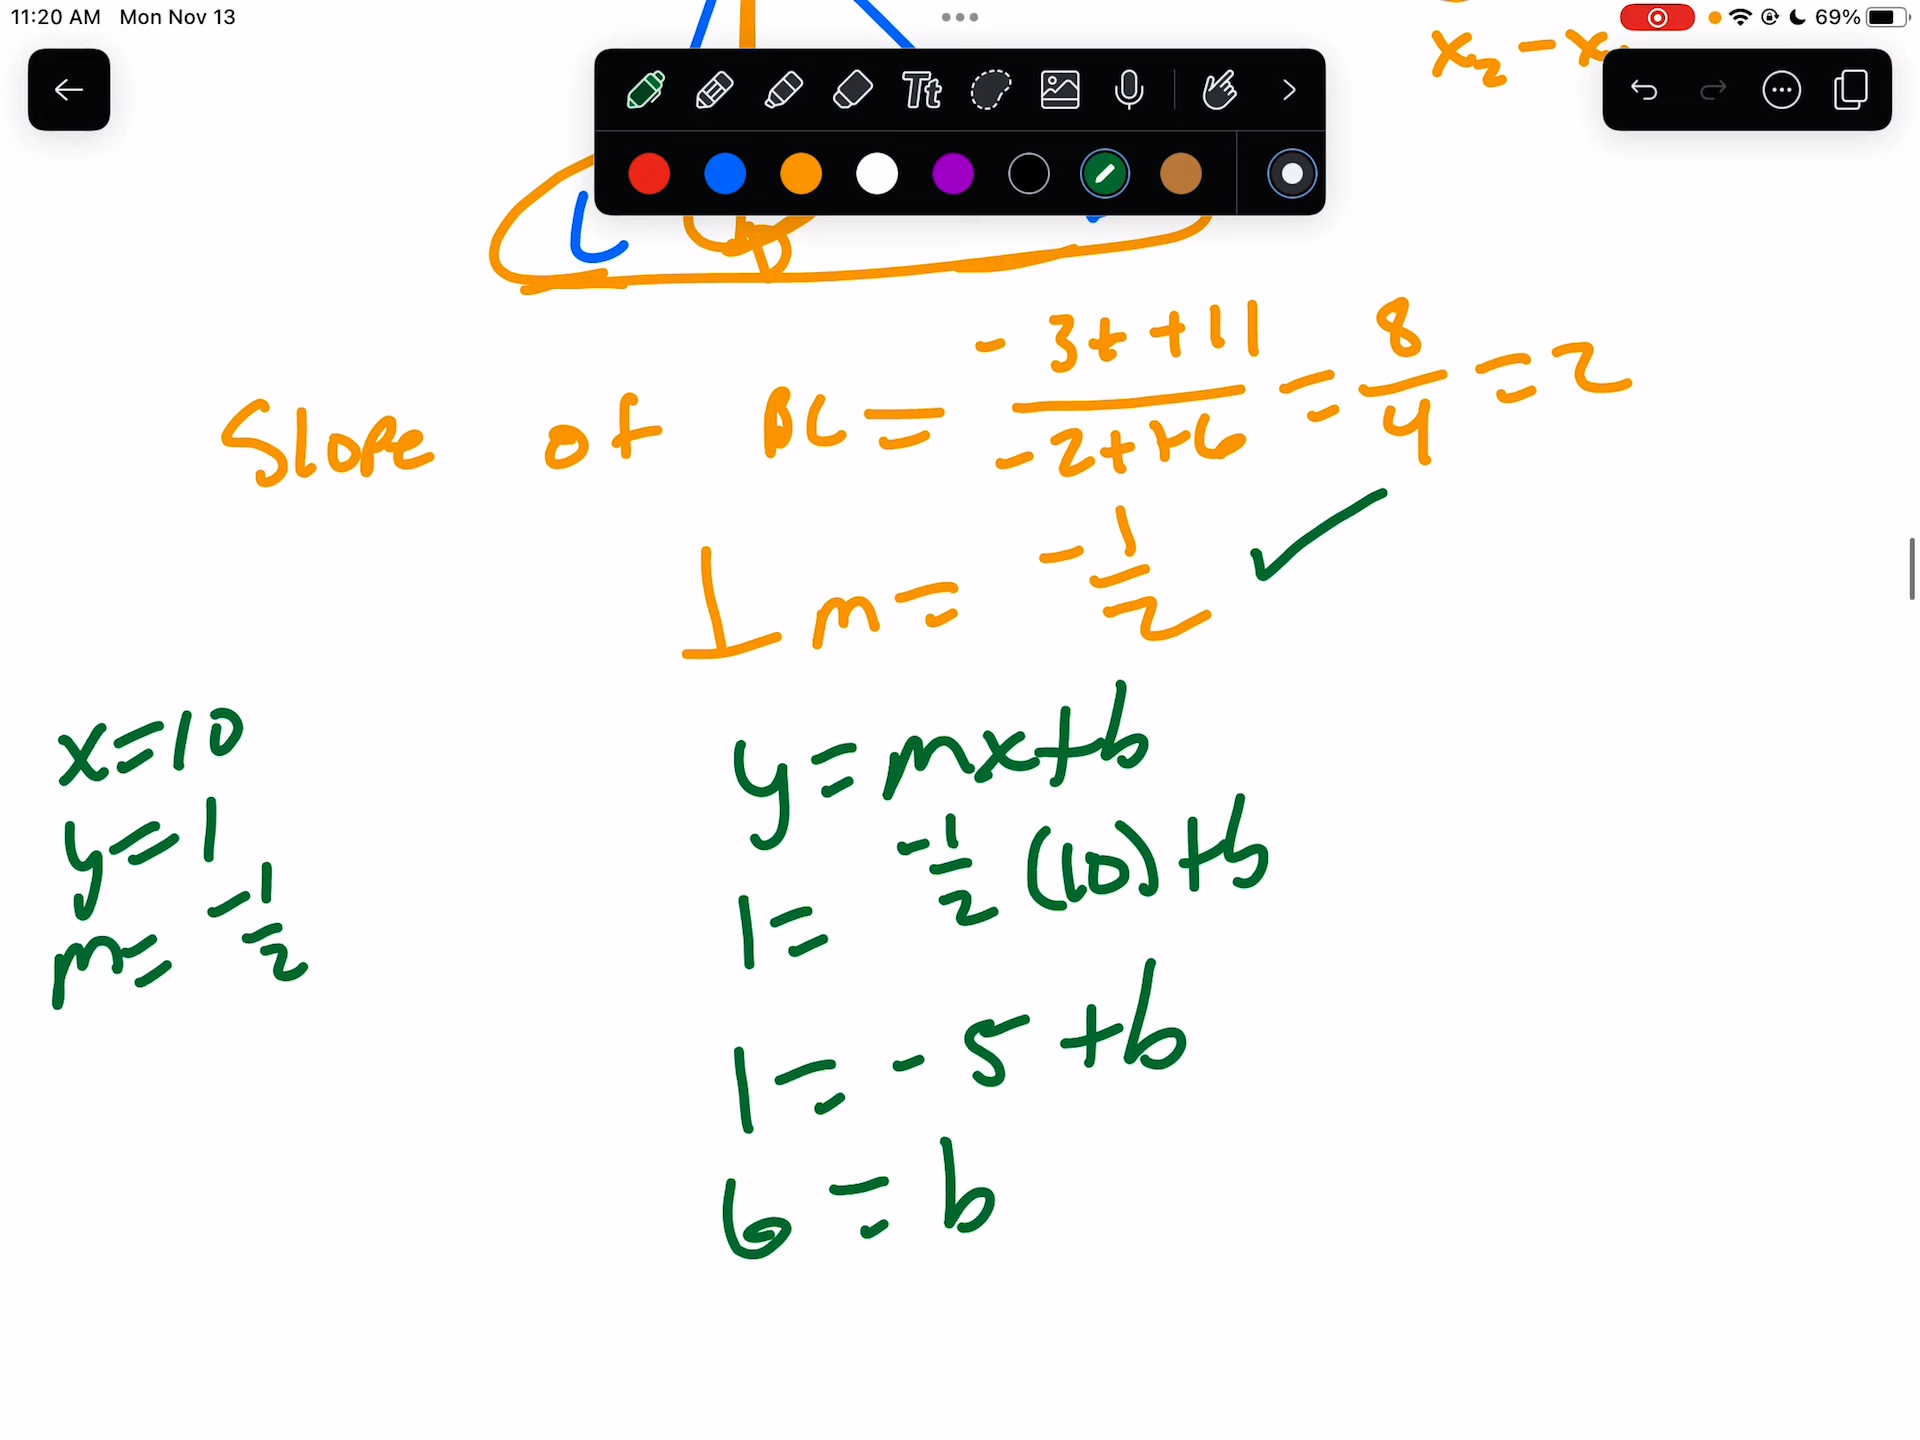 11:20 AM Mon Nov 13
69%
x₂ - x
Tt
L
Slope of BC = (-3 + +11)/(-2 + +6) = 8/4 = 2
⊥ m = -1/2 ✓
x = 10
y = 1
m = -1/2
y = mx + b
1 = -1/2 (10) + b
1 = -5 + b
6 = b